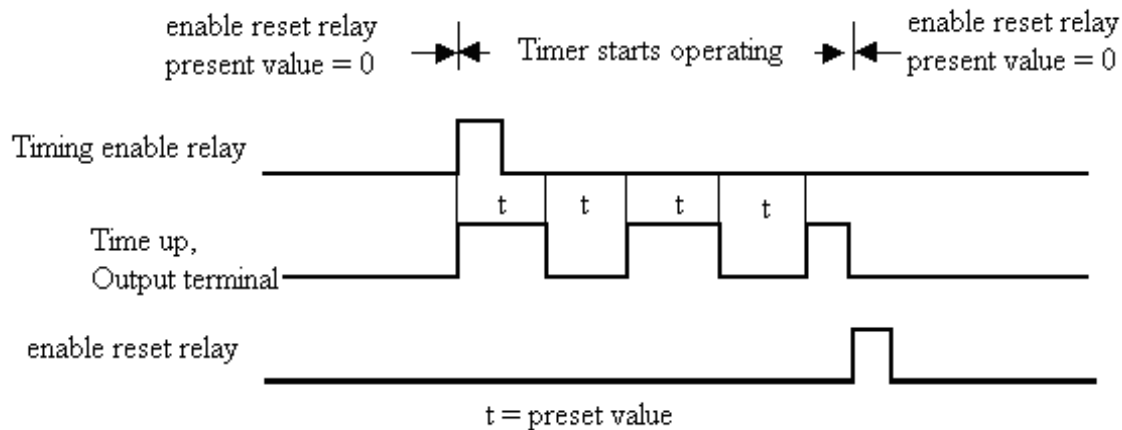 enable reset relay
present value = 0
Timer starts operating
enable reset relay
present value = 0
Timing enable relay
t
t
t
t
Time up,
Output terminal
enable reset relay
t = preset value